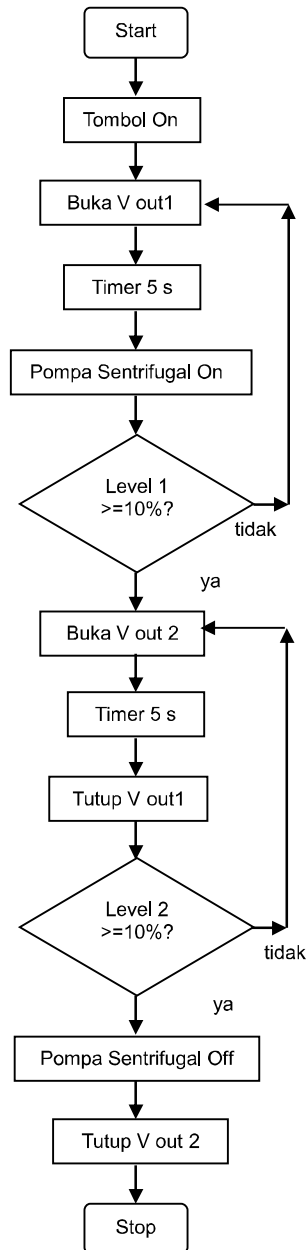 Start
Tombol On
Buka V out1
Timer 5 s
Pompa Sentrifugal On
Level 1
>=10%?
tidak
ya
Buka V out 2
Timer 5 s
Tutup V out1
Level 2
>=10%?
tidak
ya
Pompa Sentrifugal Off
Tutup V out 2
Stop